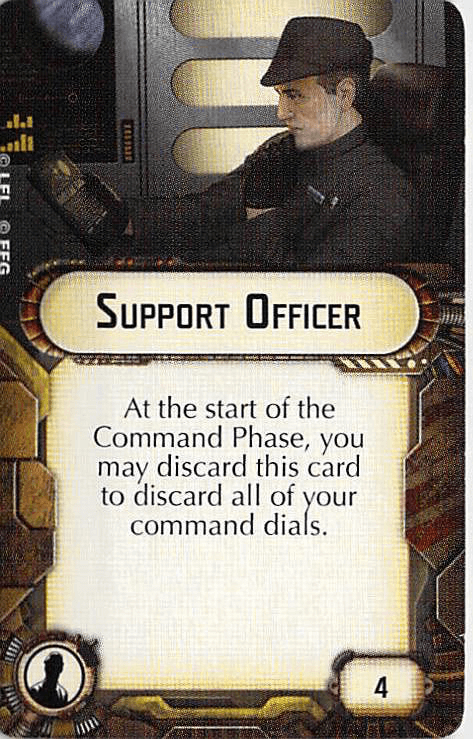 © LFL © FFG
SUPPORT OFFICER
At the start of the
Command Phase, you
may discard this card
to discard all of your
command dials.
4